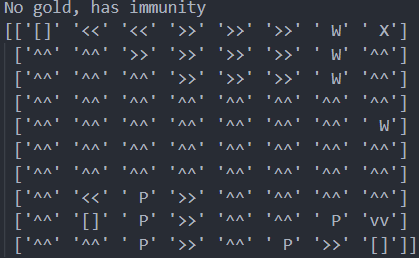 No gold, has immunity
[['[]' '<<' '<<' '>>' '>>' '>>' ' W' ' X']
['^^' '^^' '>>' '>>' '>>' '>>' ' W' '^^']
['^^' '^^' '^^' '>>' '>>' '>>' ' W' '^^']
['^^' '^^' '^^' '^^' '^^' '^^' '^^' '^^']
['^^' '^^' '^^' '^^' '^^' '^^' '^^' ' W']
['^^' '^^' '^^' '^^' '^^' '^^' '^^' '^^']
['^^' '^^' '^^' '^^' '^^' '^^' '^^' '^^']
['^^' '<<' ' P' '>>' '^^' '^^' '^^' '^^']
['^^' '[]' ' P' '>>' '^^' '^^' ' P' 'vv']
['^^' '^^' ' P' '>>' '^^' ' P' '>>' '[]']]